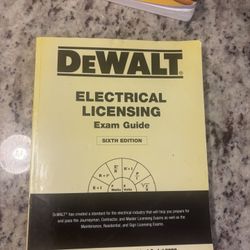 DEWALT®
ELECTRICAL
LICENSING
Exam Guide
SIXTH EDITION
DEWALT® has created a standard for the electrical industry that will help you prepare for
and pass the Journeyman, Contractor, and Master Licensing Exams as well as the
Maintenance, Residential, and Sign Licensing Exams.